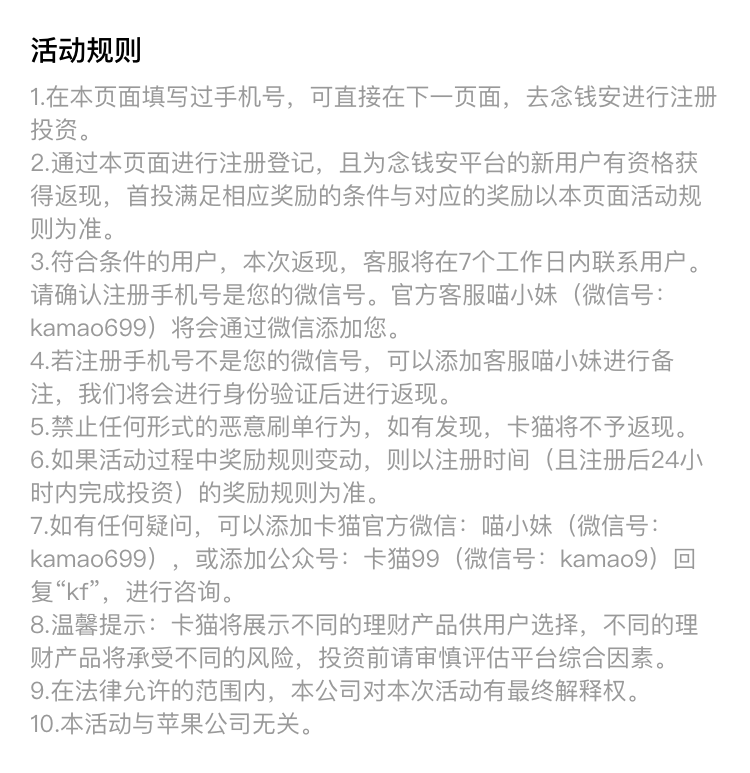 活动规则
1.在本页面填写过手机号，可直接在下一页面，去念钱安进行注册
投资。
2.通过本页面进行注册登记，且为念钱安平台的新用户有资格获
得返现，首投满足相应奖励的条件与对应的奖励以本页面活动规
则为准。
3.符合条件的用户，本次返现，客服将在7个工作日内联系用户。
请确认注册手机号是您的微信号。官方客服喵小妹（微信号：
kamao699）将会通过微信添加您。
4.若注册手机号不是您的微信号，可以添加客服喵小妹进行备
注，我们将会进行身份验证后进行返现。
5.禁止任何形式的恶意刷单行为，如有发现，卡猫将不予返现。
6.如果活动过程中奖励规则变动，则以注册时间（且注册后24小
时内完成投资）的奖励规则为准。
7.如有任何疑问，可以添加卡猫官方微信：喵小妹（微信号：
kamao699），或添加公众号：卡猫99（微信号：kamao9）回
复“kf”，进行咨询。
8.温馨提示：卡猫将展示不同的理财产品供用户选择，不同的理
财产品将承受不同的风险，投资前请审慎评估平台综合因素。
9.在法律允许的范围内，本公司对本次活动有最终解释权。
10.本活动与苹果公司无关。